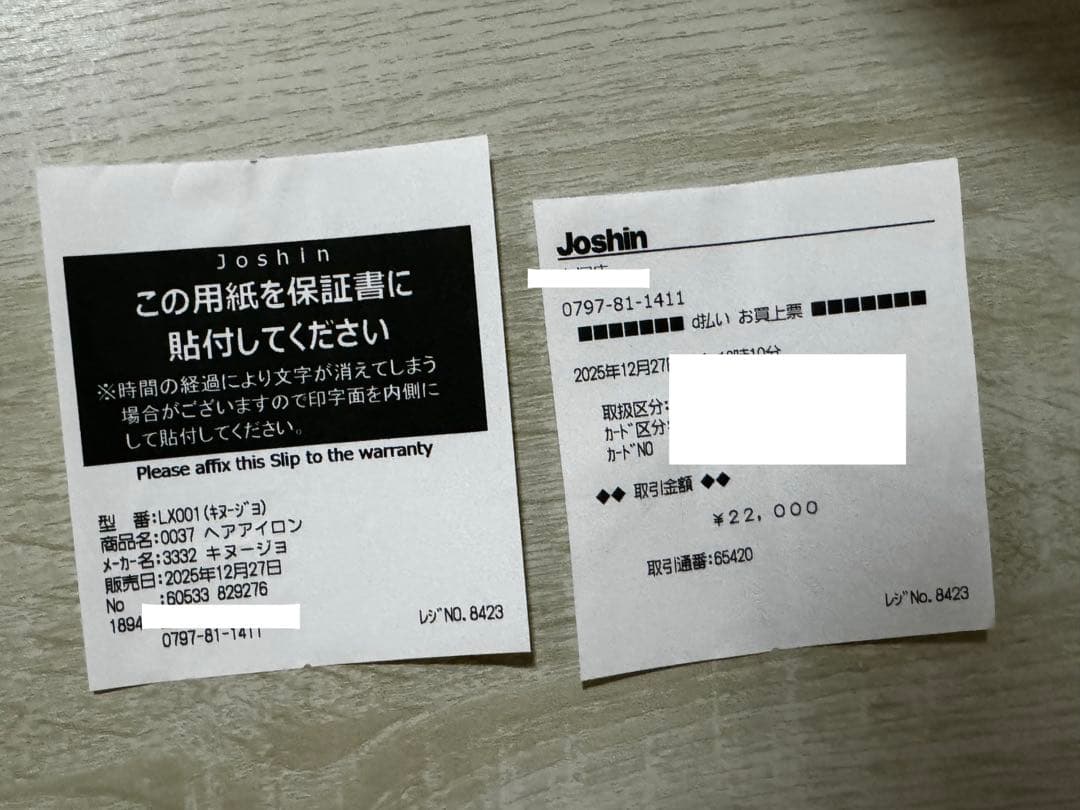 Joshin
この用紙を保証書に
貼付してください
※時間の経過により文字が消えてしまう
場合がございますので印字面を内側に
して貼付してください。
Please affix this Slip to the warranty
型 番:LX001(ｷﾇｰｼﾞｮ)
商品名:0037 ヘアアイロン
ﾒｰｶｰ名:3332 キヌージョ
販売日:2025年12月27日
No :60533 829276
1894
0797-81-1411
ﾚｼﾞNO.8423
Joshin
0797-81-1411
■■■■■■■ d払い お買上票 ■■■■■■■
2025年12月27
取扱区分:
ｶｰﾄﾞ区分:
ｶｰﾄﾞNO
◆◆ 取引金額 ◆◆
¥22,000
取引通番:65420
ﾚｼﾞNo.8423